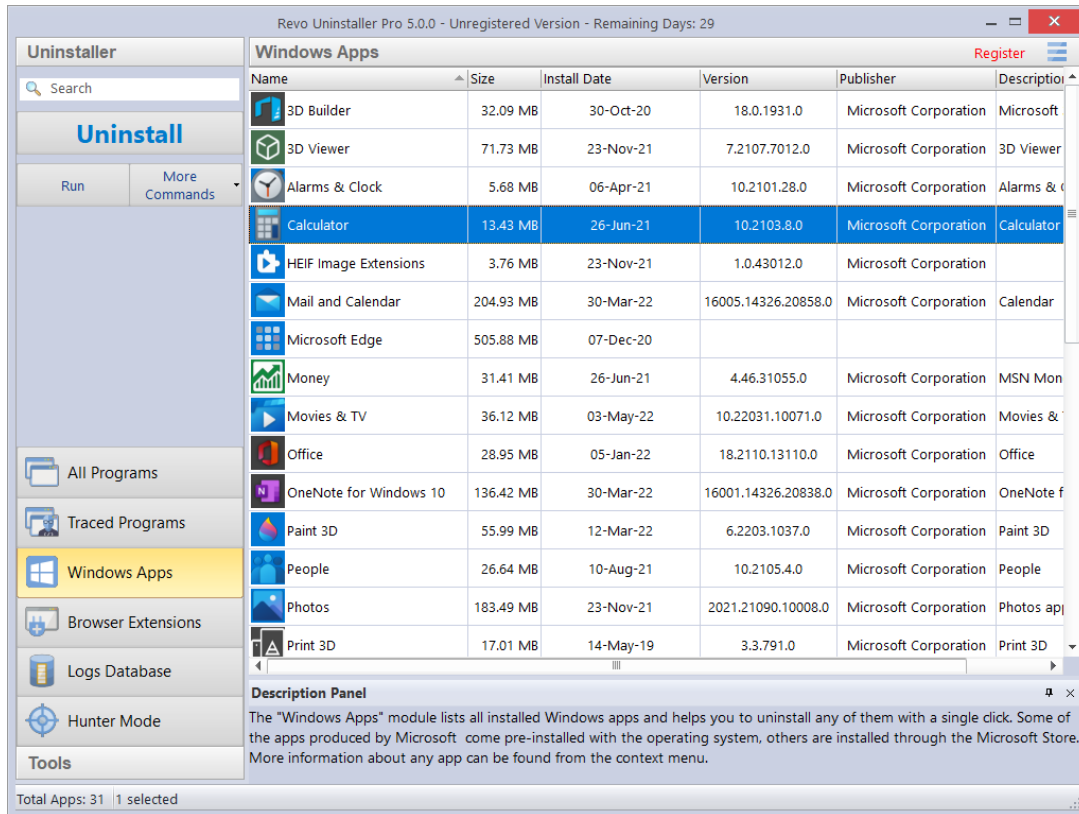 Revo Uninstaller Pro 5.0.0 - Unregistered Version - Remaining Days: 29
Uninstaller
Windows Apps
Register
Search
Uninstall
Run
More
Commands
Name Size Install Date Version Publisher Description
3D Builder 32.09 MB 30-Oct-20 18.0.1931.0 Microsoft Corporation Microsoft
3D Viewer 71.73 MB 23-Nov-21 7.2107.7012.0 Microsoft Corporation 3D Viewer
Alarms & Clock 5.68 MB 06-Apr-21 10.2101.28.0 Microsoft Corporation Alarms &
Calculator 13.43 MB 26-Jun-21 10.2103.8.0 Microsoft Corporation Calculator
HEIF Image Extensions 3.76 MB 23-Nov-21 1.0.43012.0 Microsoft Corporation
Mail and Calendar 204.93 MB 30-Mar-22 16005.14326.20858.0 Microsoft Corporation Calendar
Microsoft Edge 505.88 MB 07-Dec-20
Money 31.41 MB 26-Jun-21 4.46.31055.0 Microsoft Corporation MSN Mon
Movies & TV 36.12 MB 03-May-22 10.22031.10071.0 Microsoft Corporation Movies &
Office 28.95 MB 05-Jan-22 18.2110.13110.0 Microsoft Corporation Office
OneNote for Windows 10 136.42 MB 30-Mar-22 16001.14326.20838.0 Microsoft Corporation OneNote f
Paint 3D 55.99 MB 12-Mar-22 6.2203.1037.0 Microsoft Corporation Paint 3D
People 26.64 MB 10-Aug-21 10.2105.4.0 Microsoft Corporation People
Photos 183.49 MB 23-Nov-21 2021.21090.10008.0 Microsoft Corporation Photos ap
Print 3D 17.01 MB 14-May-19 3.3.791.0 Microsoft Corporation Print 3D
All Programs
Traced Programs
Windows Apps
Browser Extensions
Logs Database
Hunter Mode
Tools
Description Panel
The "Windows Apps" module lists all installed Windows apps and helps you to uninstall any of them with a single click. Some of
the apps produced by Microsoft come pre-installed with the operating system, others are installed through the Microsoft Store.
More information about any app can be found from the context menu.
Total Apps: 31 1 selected